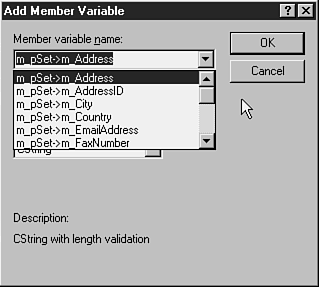 Add Member Variable
Member variable name:
m_pSet->m_Address
OK
m_pSet->m_Address
m_pSet->m_AddressID
Cancel
m_pSet->m_City
m_pSet->m_Country
m_pSet->m_EmailAddress
m_pSet->m_FaxNumber
CString
Description:
CString with length validation